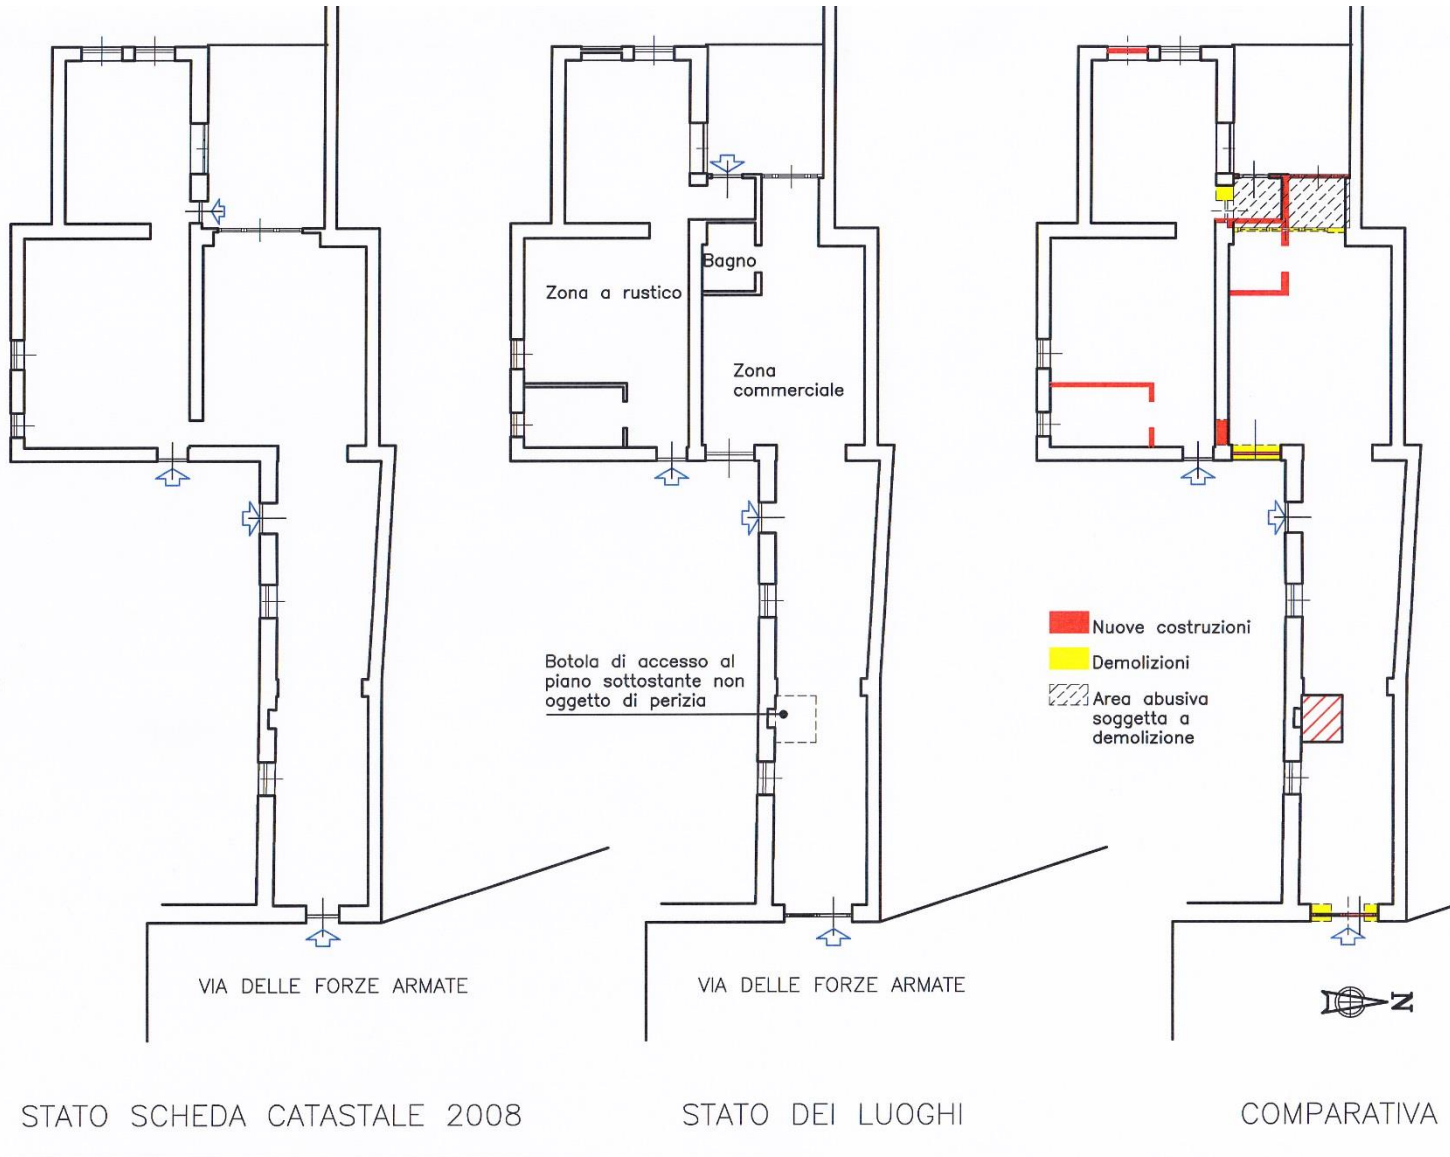 Bagno
Zona a rustico
Zona
commerciale
Botola di accesso al
piano sottostante non
oggetto di perizia
Nuove costruzioni
Demolizioni
Area abusiva
soggetta a
demolizione
VIA DELLE FORZE ARMATE
VIA DELLE FORZE ARMATE
N
STATO SCHEDA CATASTALE 2008
STATO DEI LUOGHI
COMPARATIVA